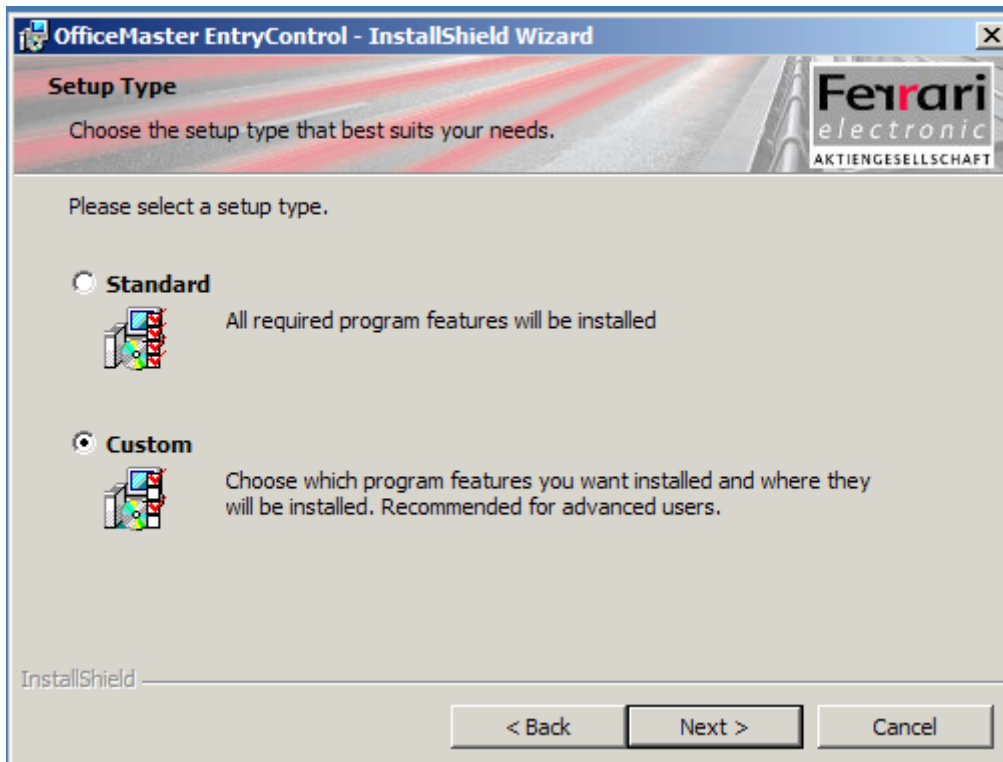 OfficeMaster EntryControl - InstallShield Wizard
Setup Type
Choose the setup type that best suits your needs.
Ferrari
electronic
AKTIENGESELLSCHAFT
Please select a setup type.
Standard
All required program features will be installed
Custom
Choose which program features you want installed and where they
will be installed. Recommended for advanced users.
InstallShield
< Back
Next >
Cancel